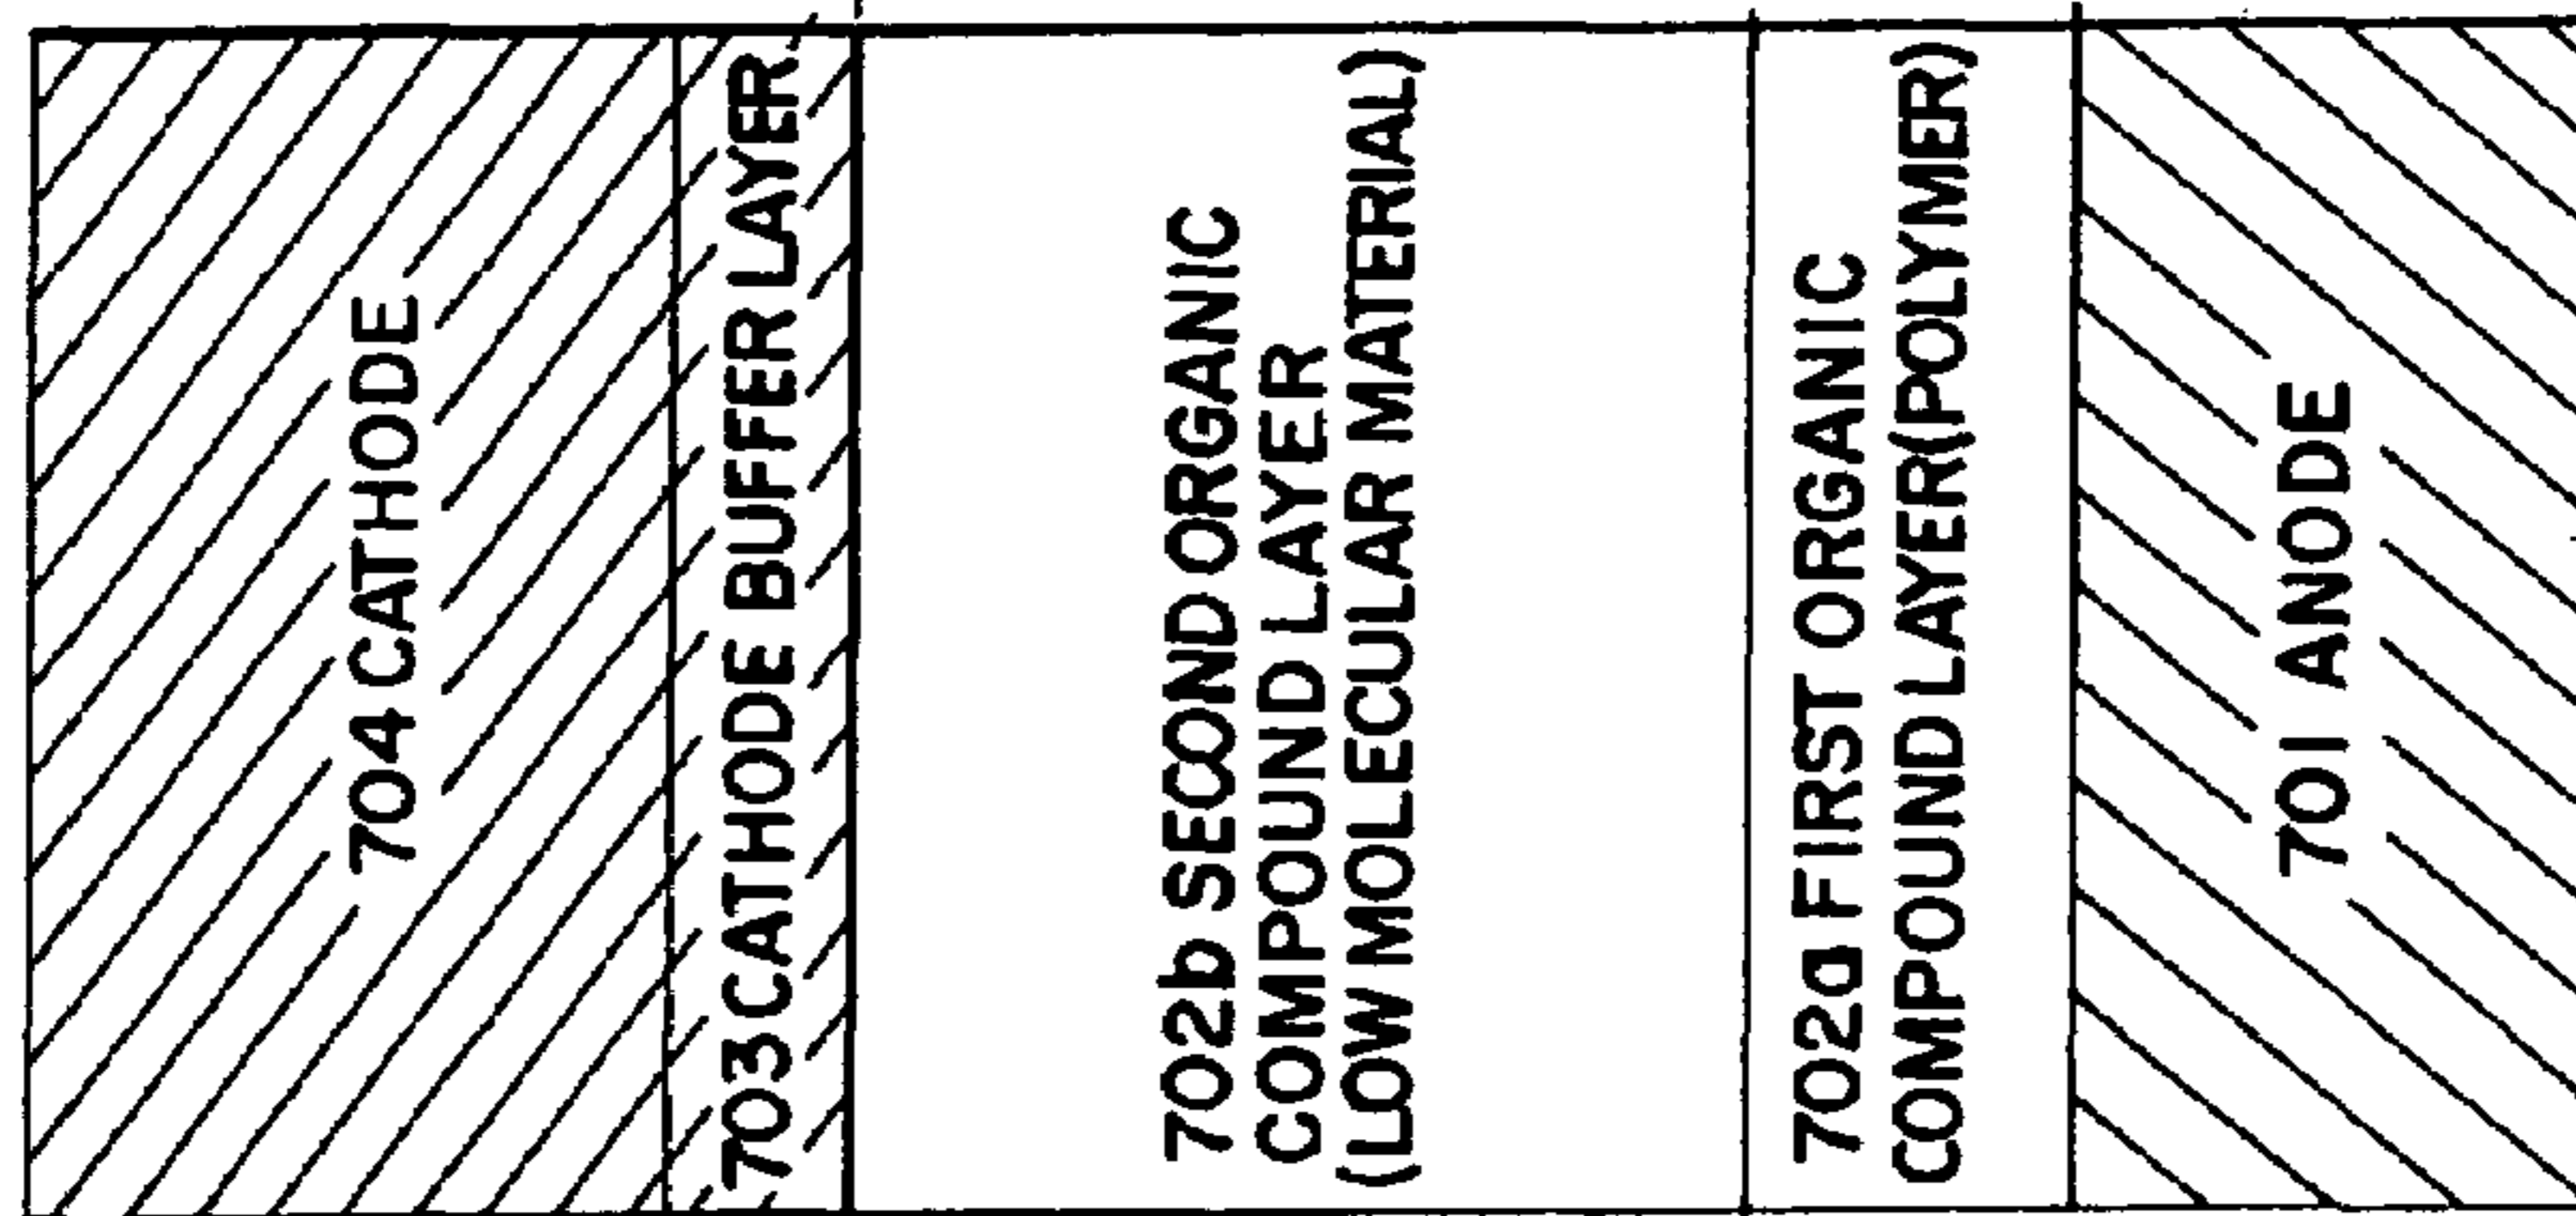 704 CATHODE
703 CATHODE BUFFER LAYER
702b SECOND ORGANIC
COMPOUND LAYER
(LOW MOLECULAR MATERIAL)
702a FIRST ORGANIC
COMPOUND LAYER(POLYMER)
701 ANODE